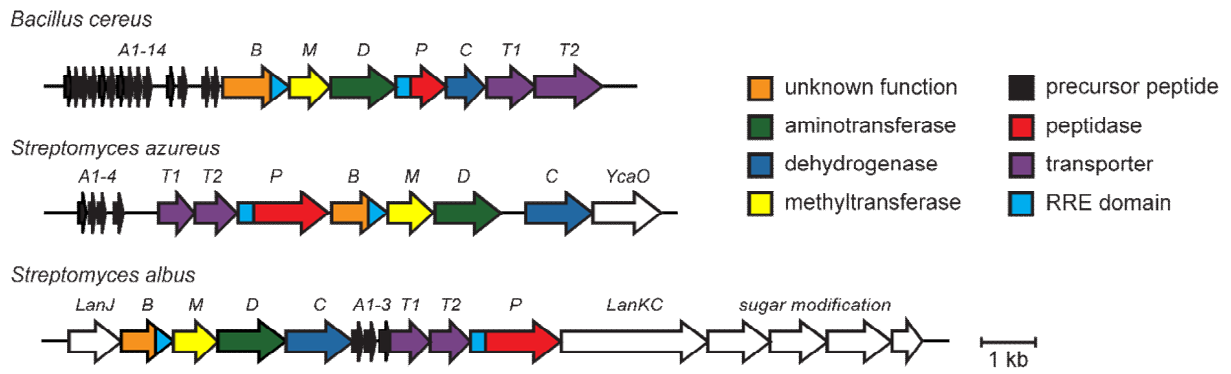 Bacillus cereus
A1-14 B M D P C T1 T2
Streptomyces azureus
A1-4 T1 T2 P B M D C YcaO
Streptomyces albus
LanJ B M D C A1-3 T1 T2 P LanKC sugar modification
1 kb
unknown function
aminotransferase
dehydrogenase
methyltransferase
precursor peptide
peptidase
transporter
RRE domain